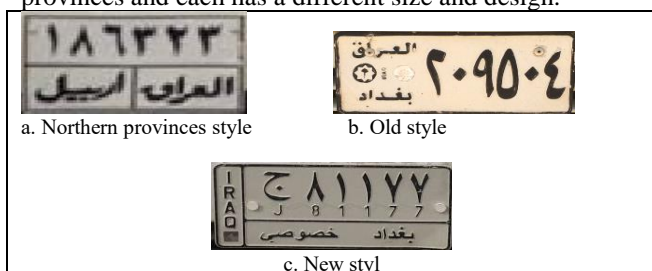 provinces and each has a different size and design.
١٨٦٣٢٣
العراق اربيل
a. Northern provinces style
العراق
٢٠٩٥٠٤
بغداد
b. Old style
IRAQ
ج ٨١١٧٧
J 8 1 1 7 7
بغداد خصوصي
c. New styl